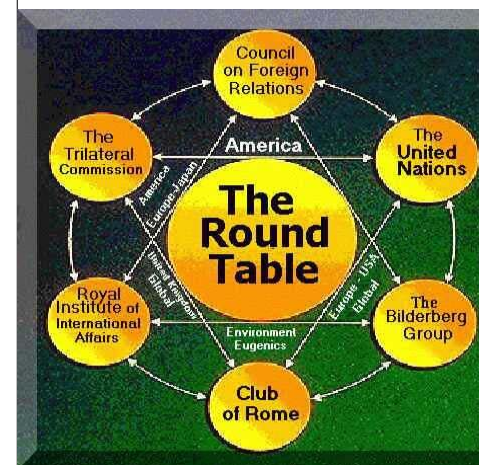 Council
on Foreign
Relations
The
Trilateral
Commission
America
The
United
Nations
America
Europe-Japan
The
Round
Table
United Kingdom
Global
Europe - USA
Global
Royal
Institute of
International
Affairs
Environment
Eugenics
The
Bilderberg
Group
Club
of Rome